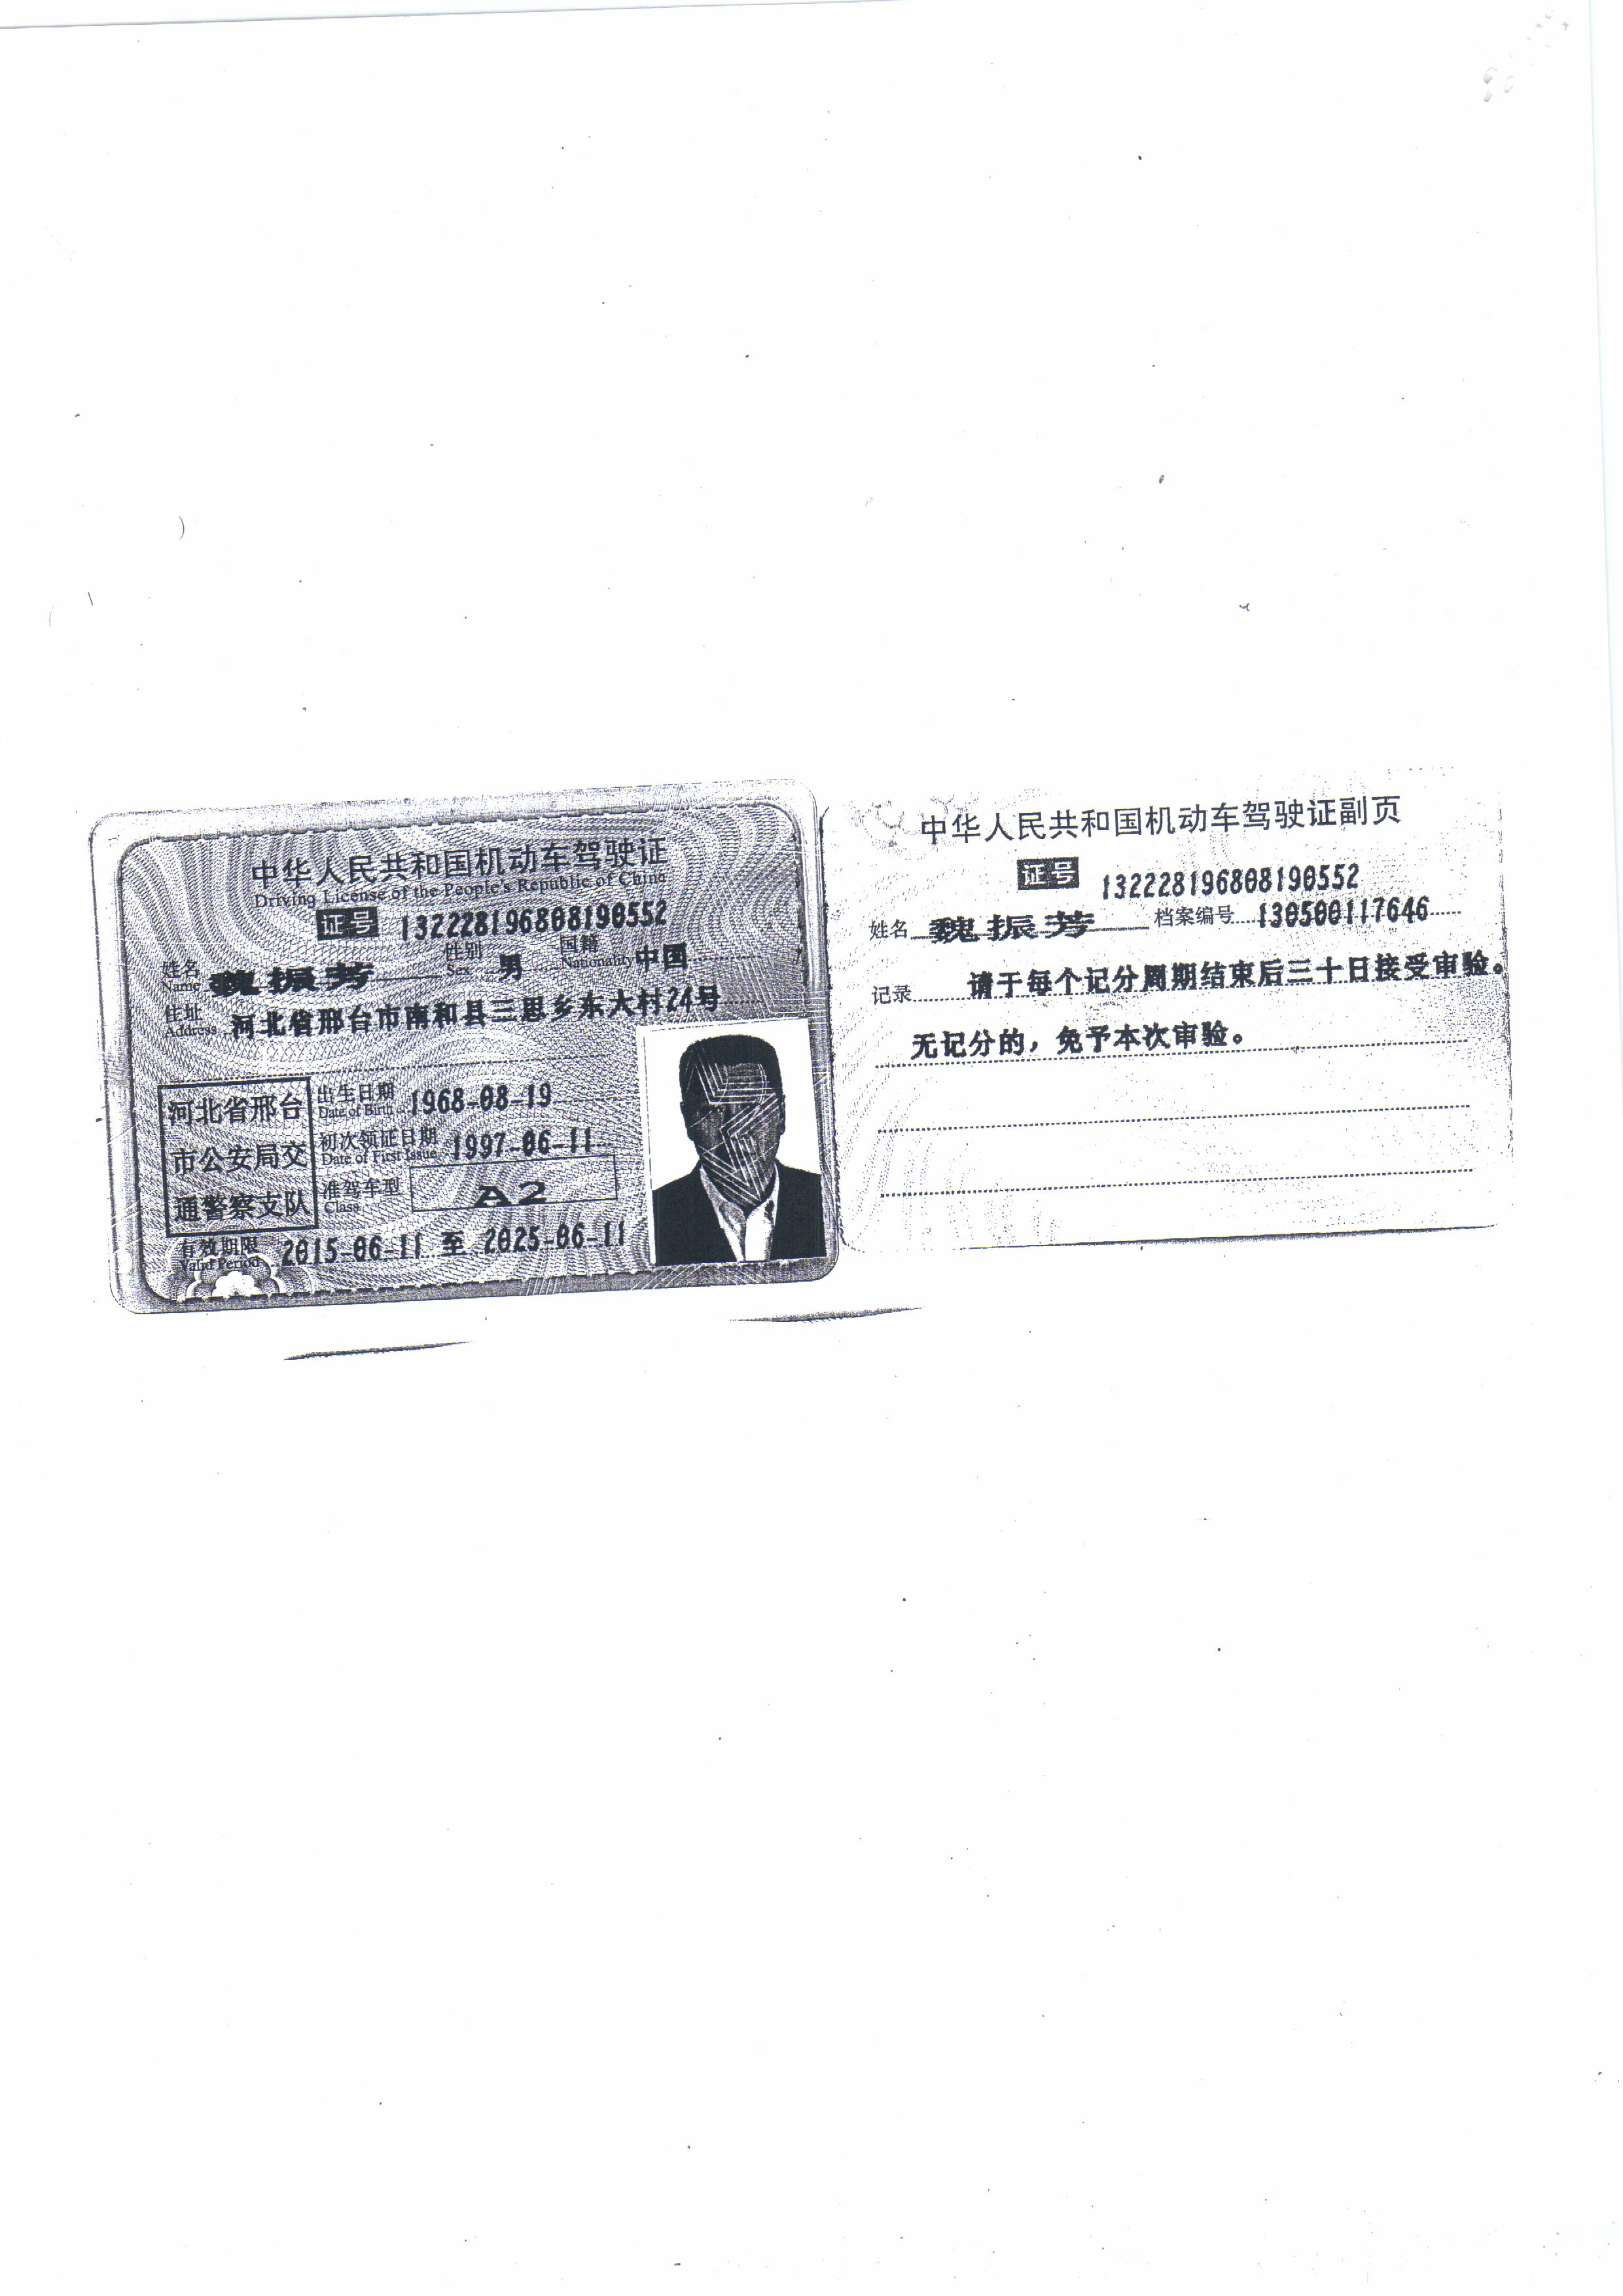 中华人民共和国机动车驾驶证
Driving License of the People's Republic of China
证号 132228196808190552
姓名 Name 魏振芳 性别 Sex 男 国籍 Nationality 中国
住址 Address 河北省邢台市南和县三思乡东大村24号
河北省邢台
市公安局交
通警察支队
出生日期 Date of Birth 1968-08-19
初次领证日期 Date of First Issue 1997-06-11
准驾车型 Class A2
有效期限 Valid Period 2015-06-11 至 2025-06-11
中华人民共和国机动车驾驶证副页
证号 132228196808190552
姓名 魏振芳 档案编号 130500117646
记录 请于每个记分周期结束后三十日接受审验。
无记分的，免予本次审验。